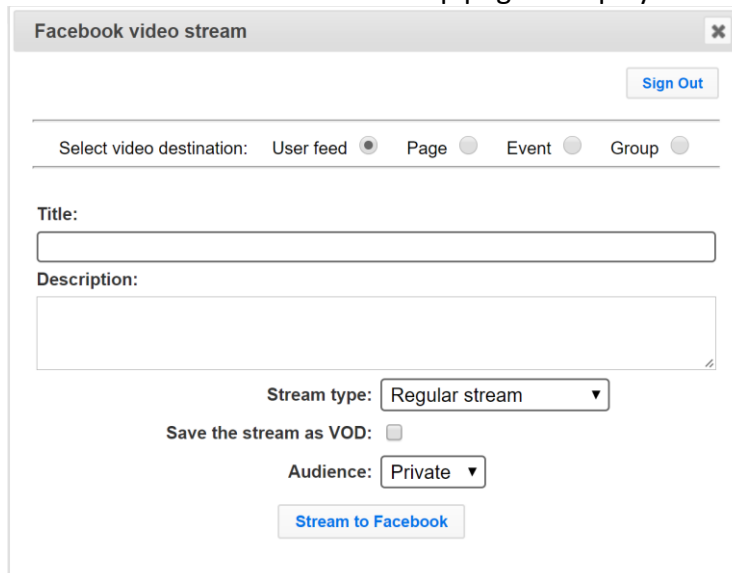 Facebook video stream
Sign Out
Select video destination: User feed Page Event Group
Title:
Description:
Stream type: Regular stream
Save the stream as VOD:
Audience: Private
Stream to Facebook